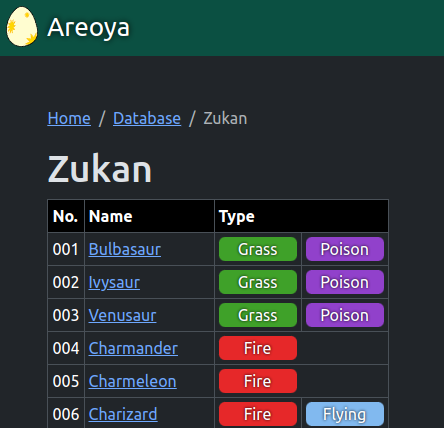 Areoya
Home / Database / Zukan
Zukan
No. Name Type
001 Bulbasaur Grass Poison
002 Ivysaur Grass Poison
003 Venusaur Grass Poison
004 Charmander Fire
005 Charmeleon Fire
006 Charizard Fire Flying